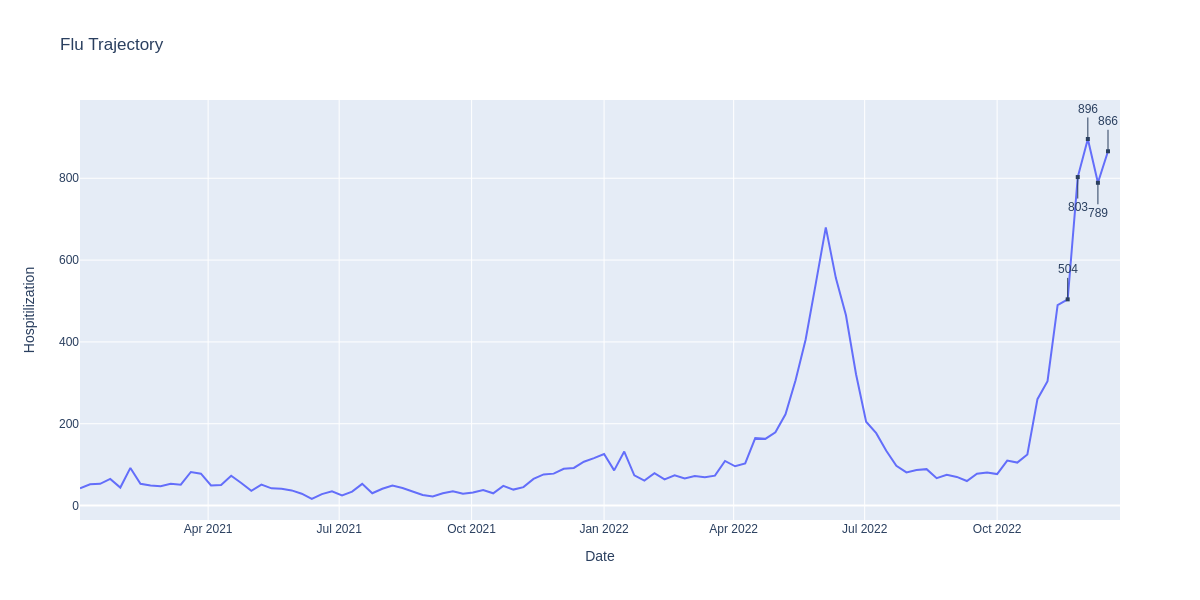 Flu Trajectory
896
866
800
803
789
600
504
400
200
0
Hospitilization
Apr 2021
Jul 2021
Oct 2021
Jan 2022
Apr 2022
Jul 2022
Oct 2022
Date